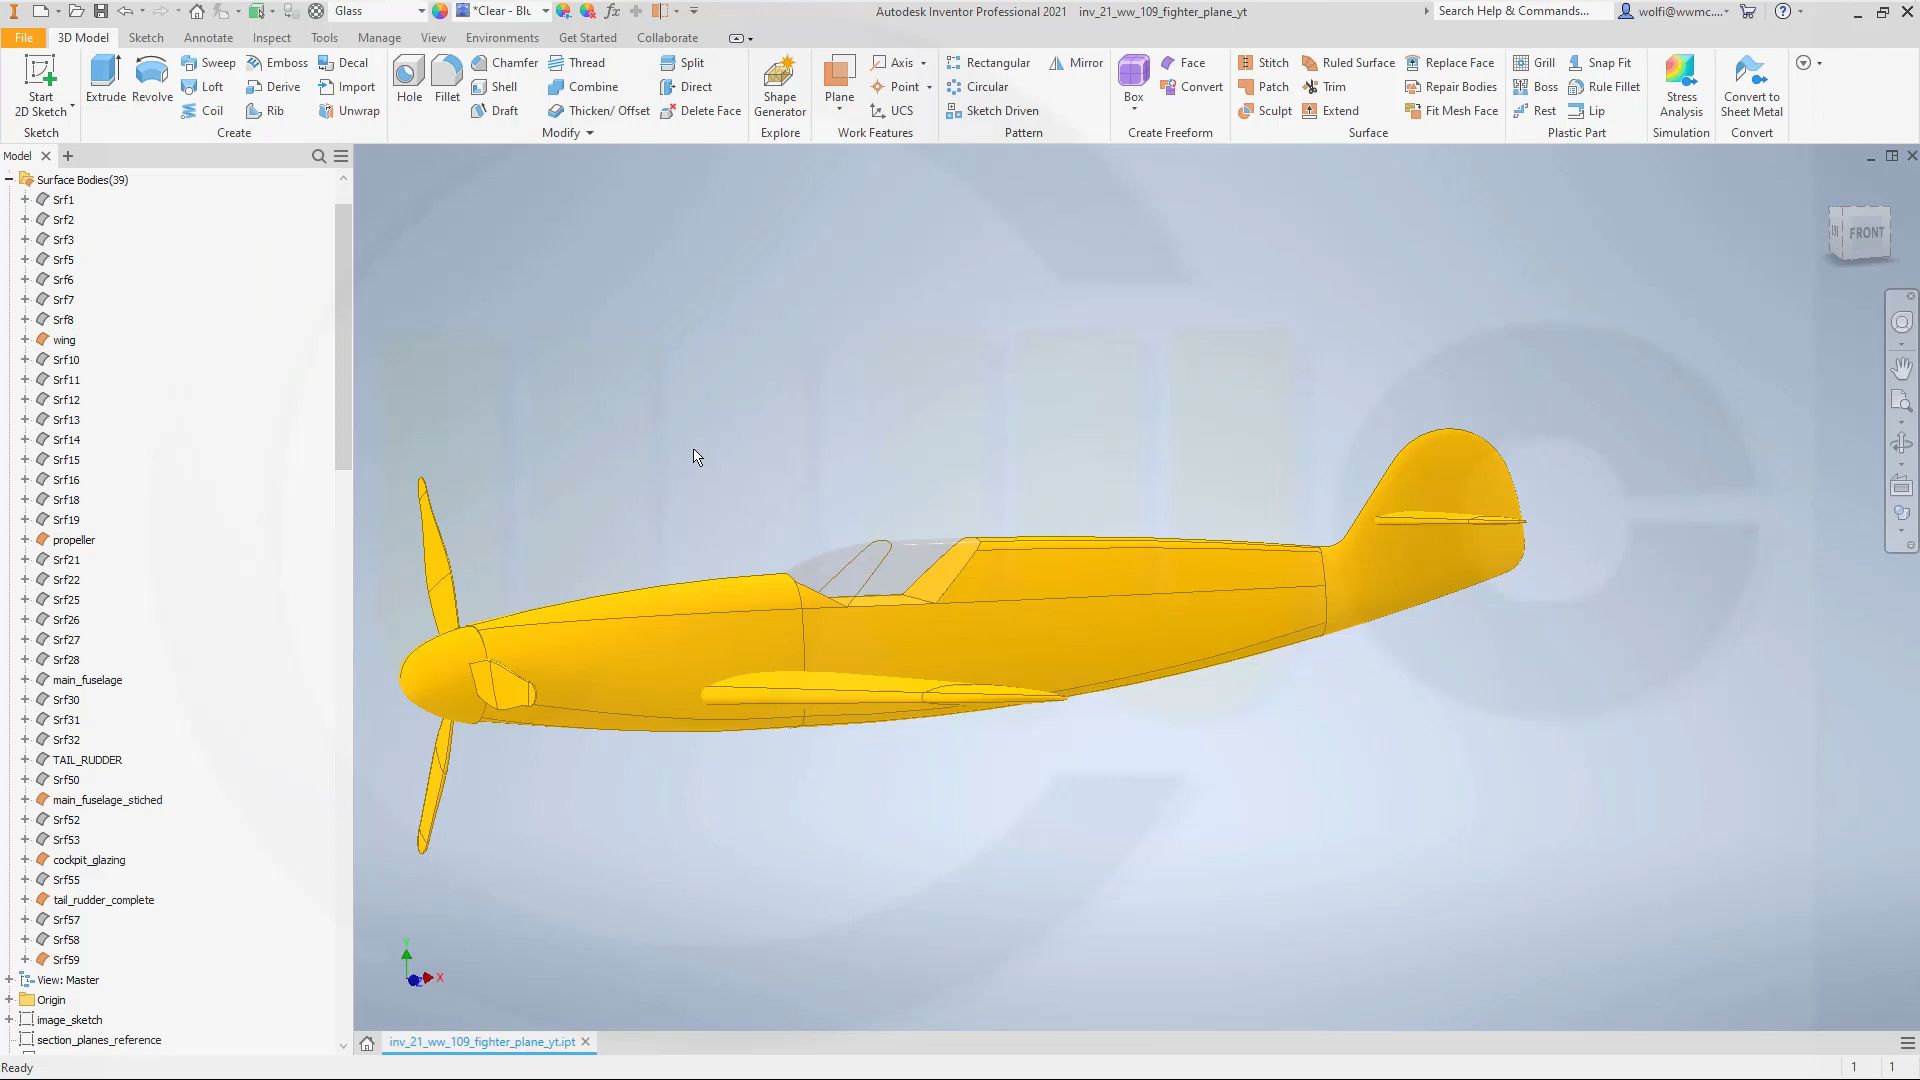 Glass
*Clear - Blu
Autodesk Inventor Professional 2021 inv_21_ww_109_fighter_plane_yt
Search Help & Commands...
wolfi@wwmc....
File 3D Model Sketch Annotate Inspect Tools Manage View Environments Get Started Collaborate
Start 2D Sketch
Sketch
Extrude Revolve
Sweep Emboss Decal
Loft Derive Import
Coil Rib Unwrap
Create
Hole Fillet
Chamfer Thread Split
Shell Combine Direct
Draft Thicken/ Offset Delete Face
Modify
Shape Generator
Explore
Plane
Axis
Point
UCS
Work Features
Rectangular Mirror
Circular
Sketch Driven
Pattern
Box
Face
Convert
Create Freeform
Stitch Ruled Surface Replace Face
Patch Trim Repair Bodies
Sculpt Extend Fit Mesh Face
Surface
Grill Snap Fit
Boss Rule Fillet
Rest Lip
Plastic Part
Stress Analysis
Simulation
Convert to Sheet Metal
Convert
Model
Surface Bodies(39)
Srf1
Srf2
Srf3
Srf5
Srf6
Srf7
Srf8
wing
Srf10
Srf11
Srf12
Srf13
Srf14
Srf15
Srf16
Srf18
Srf19
propeller
Srf21
Srf22
Srf25
Srf26
Srf27
Srf28
main_fuselage
Srf30
Srf31
Srf32
TAIL_RUDDER
Srf50
main_fuselage_stiched
Srf52
Srf53
cockpit_glazing
Srf55
tail_rudder_complete
Srf57
Srf58
Srf59
View: Master
Origin
image_sketch
section_planes_reference
FRONT
Y
X
inv_21_ww_109_fighter_plane_yt.ipt
Ready
1 1